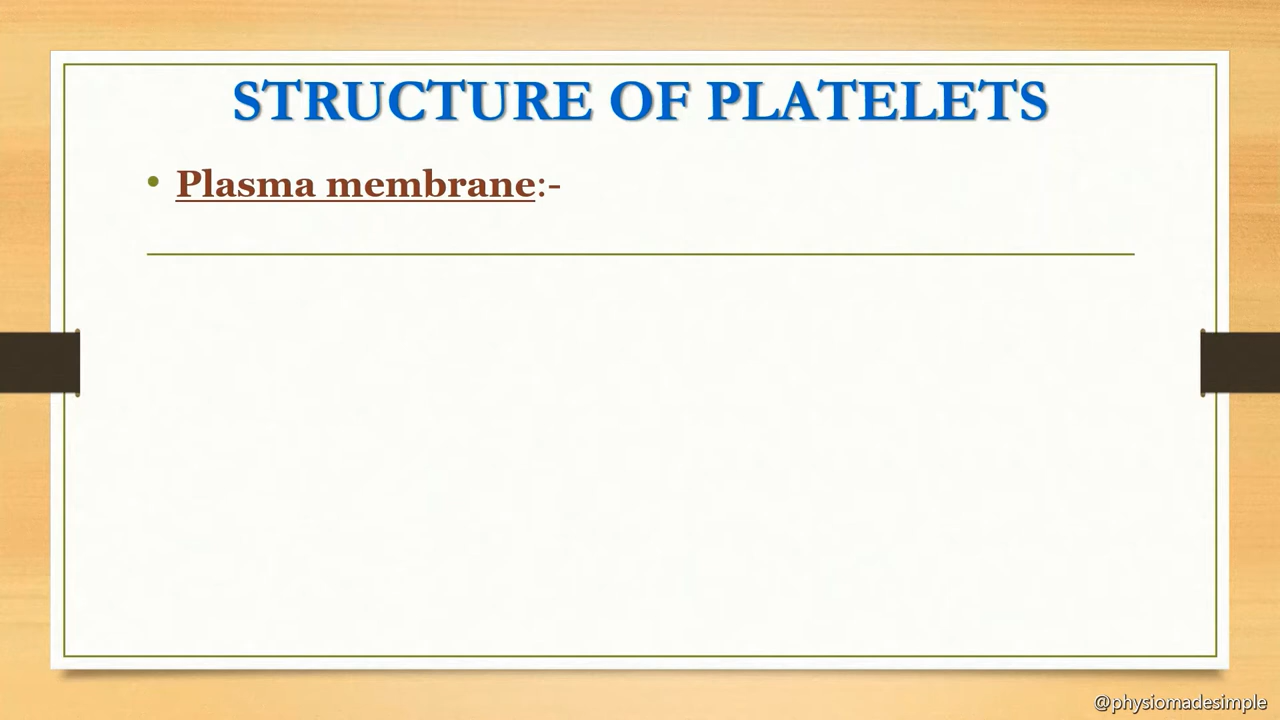 STRUCTURE OF PLATELETS
• Plasma membrane:-
@physiomadesimple